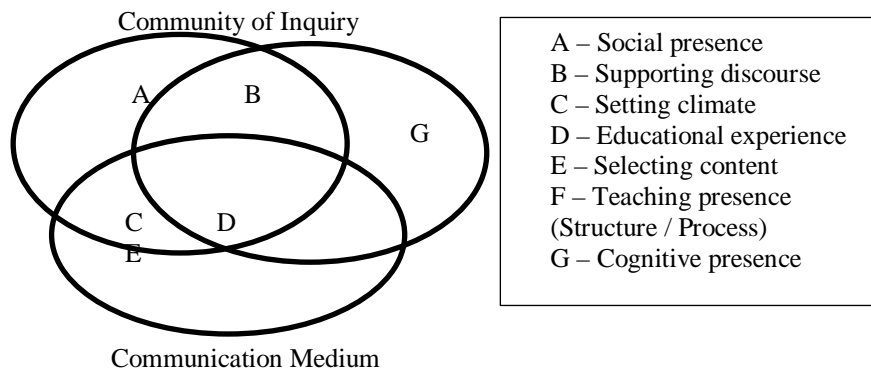 Community of Inquiry
A
B
G
C
D
E
Communication Medium
A – Social presence
B – Supporting discourse
C – Setting climate
D – Educational experience
E – Selecting content
F – Teaching presence
(Structure / Process)
G – Cognitive presence